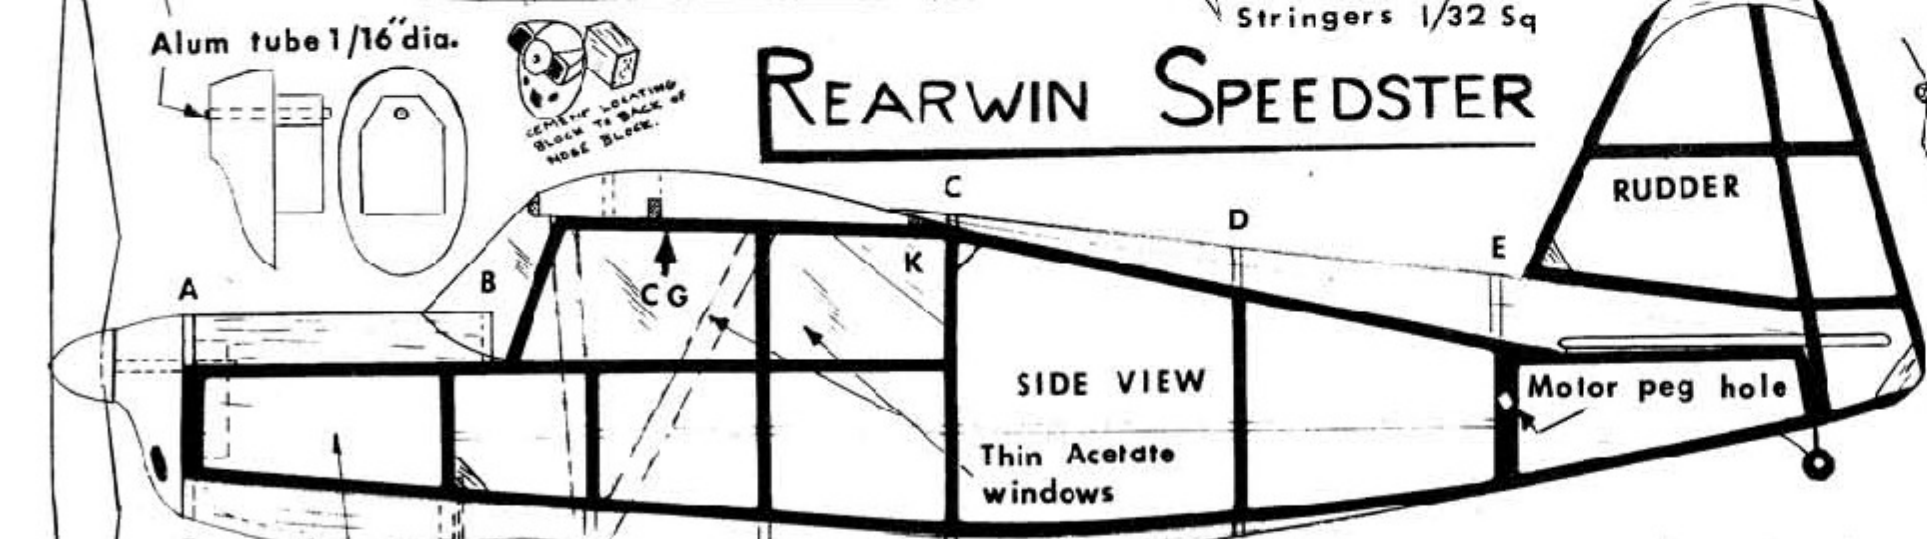 Stringers 1/32 Sq
Alum tube 1/16" dia.
CEMENT LOCATING
BLOCK TO BACK OF
NOSE BLOCK.
REARWIN SPEEDSTER
RUDDER
C
D
E
K
B
A
CG
SIDE VIEW
Motor peg hole
Thin Acetate
windows